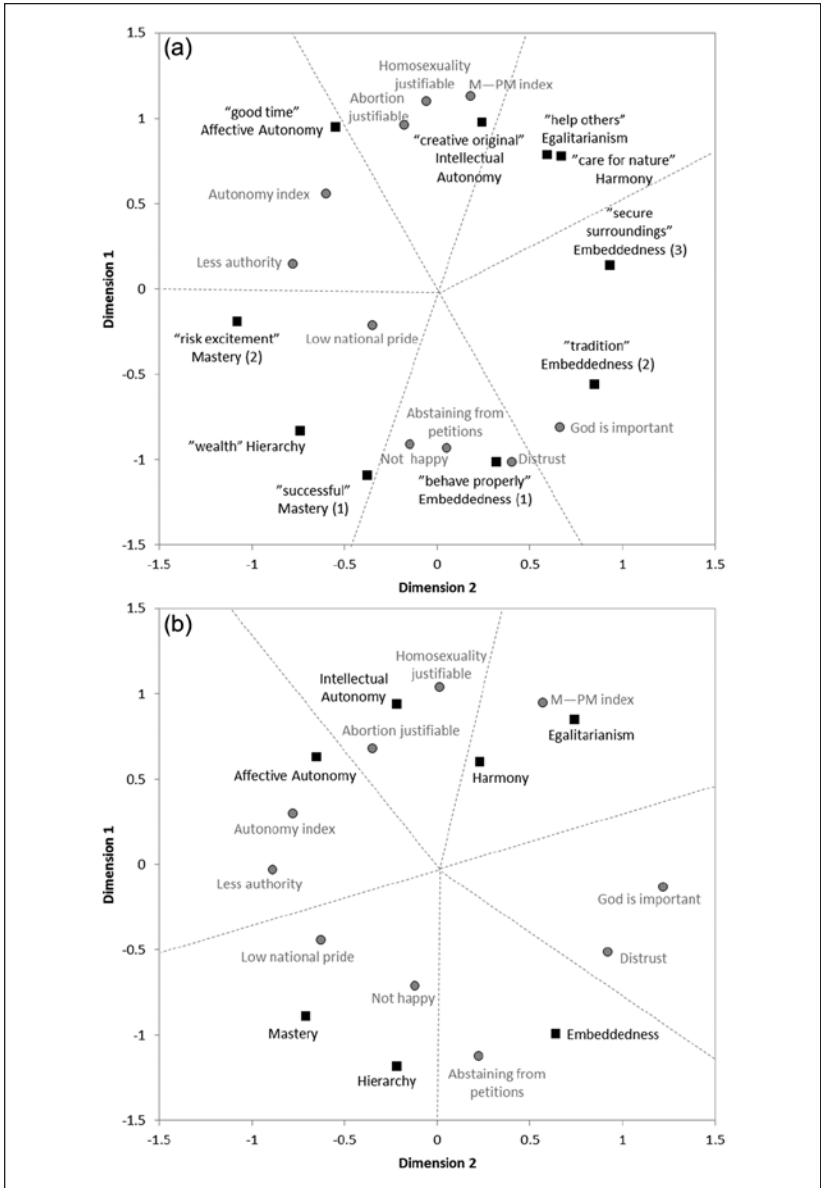 (a)
1.5
1
0.5
0
-0.5
-1
-1.5
Dimension 1
Homosexuality
justifiable
M—PM index
Abortion
justifiable
"good time"
Affective Autonomy
"creative original"
Intellectual
Autonomy
"help others"
Egalitarianism
"care for nature"
Harmony
Autonomy index
"secure
surroundings"
Embeddedness (3)
Less authority
"risk excitement"
Mastery (2)
Low national pride
"tradition"
Embeddedness (2)
"wealth" Hierarchy
Abstaining from
petitions
God is important
Not happy
Distrust
"successful"
Mastery (1)
"behave properly"
Embeddedness (1)
-1.5 -1 -0.5 0 0.5 1 1.5
Dimension 2
(b)
1.5
1
0.5
0
-0.5
-1
-1.5
Dimension 1
Homosexuality
justifiable
Intellectual
Autonomy
M—PM index
Abortion justifiable
Egalitarianism
Affective Autonomy
Harmony
Autonomy index
Less authority
God is important
Low national pride
Distrust
Not happy
Mastery
Embeddedness
Hierarchy
Abstaining from
petitions
-1.5 -1 -0.5 0 0.5 1 1.5
Dimension 2